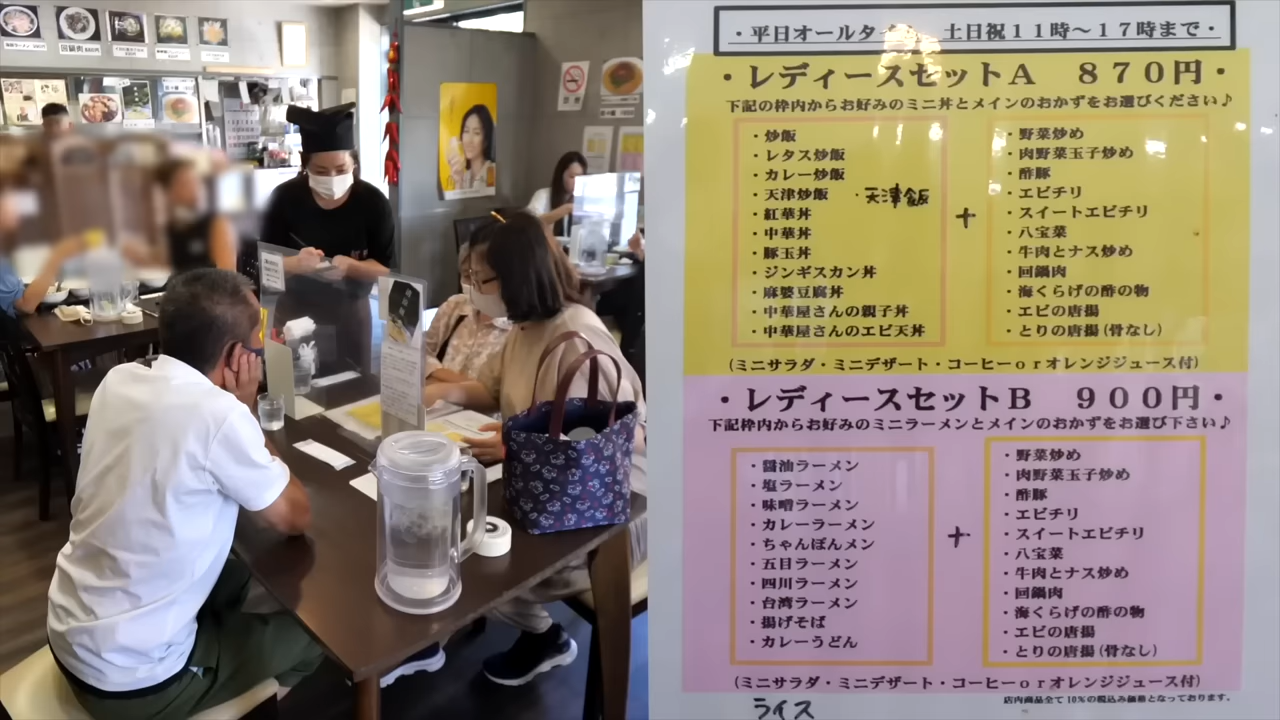 回鍋肉
・平日オールタ 土日祝１１時～１７時まで・
・レディースセットＡ　８７０円・
下記の枠内からお好みのミニ丼とメインのおかずをお選びください♪
・炒飯
・レタス炒飯
・カレー炒飯
・天津炒飯　・天津飯
・紅華丼
・中華丼
・豚玉丼
・ジンギスカン丼
・麻婆豆腐丼
・中華屋さんの親子丼
・中華屋さんのエビ天丼
+
・野菜炒め
・肉野菜玉子炒め
・酢豚
・エビチリ
・スイートエビチリ
・八宝菜
・牛肉とナス炒め
・回鍋肉
・海くらげの酢の物
・エビの唐揚
・とりの唐揚(骨なし)
(ミニサラダ・ミニデザート・コーヒーｏｒオレンジジュース付)
・レディースセットＢ　９００円・
下記枠内からお好みのミニラーメンとメインのおかずをお選び下さい♪
・醤油ラーメン
・塩ラーメン
・味噌ラーメン
・カレーラーメン
・ちゃんぽんメン
・五目ラーメン
・四川ラーメン
・台湾ラーメン
・揚げそば
・カレーうどん
+
・野菜炒め
・肉野菜玉子炒め
・酢豚
・エビチリ
・スイートエビチリ
・八宝菜
・牛肉とナス炒め
・回鍋肉
・海くらげの酢の物
・エビの唐揚
・とりの唐揚(骨なし)
(ミニサラダ・ミニデザート・コーヒーｏｒオレンジジュース付)
店内商品全て10％の税込み価格となっております。
ライス